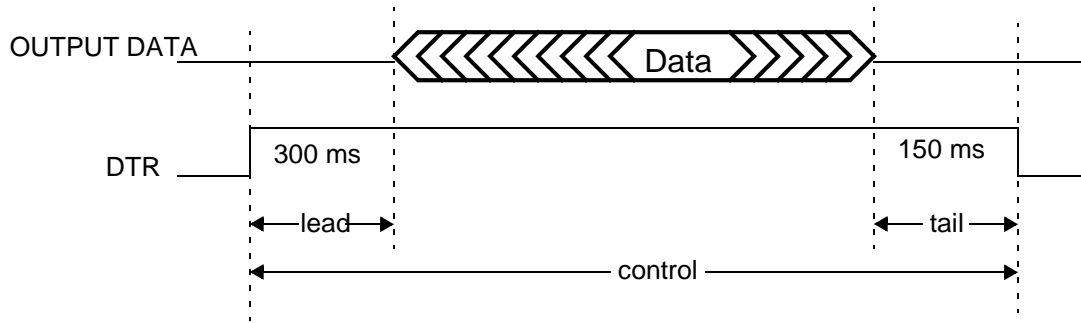 OUTPUT DATA
Data
DTR
300 ms
150 ms
lead
tail
control